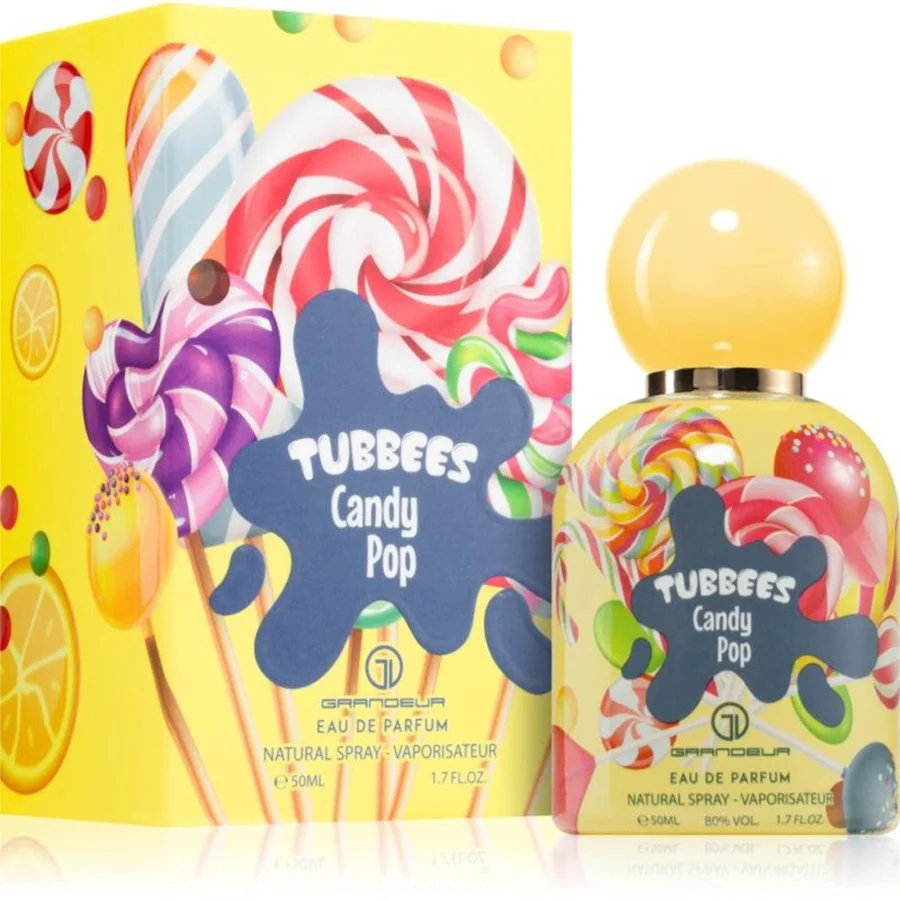 TUBBEES
Candy
Pop
GRANDEUR
EAU DE PARFUM
NATURAL SPRAY - VAPORISATEUR
℮50ML 1.7 FL.OZ.
TUBBEES
Candy
Pop
GRANDEUR
EAU DE PARFUM
NATURAL SPRAY - VAPORISATEUR
℮50ML 80% VOL. 1.7 FL.OZ.